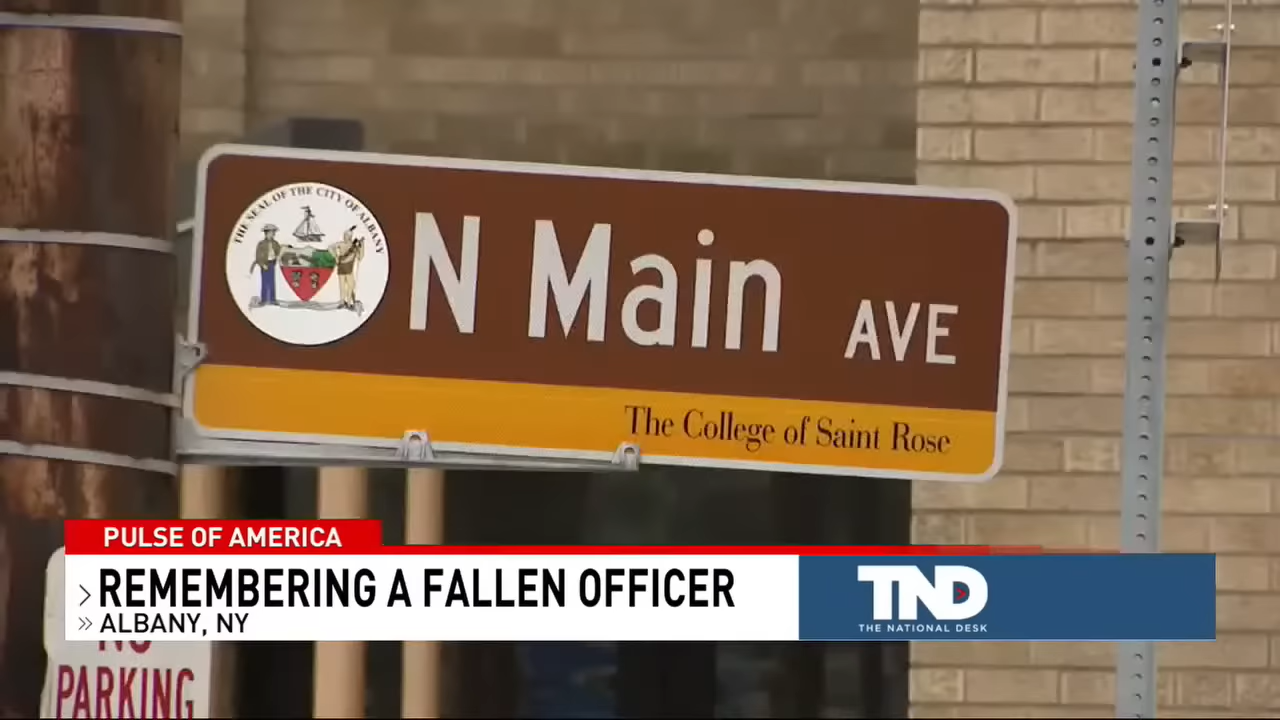 THE SEAL OF THE CITY OF ALBANY
N Main AVE
The College of Saint Rose
PULSE OF AMERICA
REMEMBERING A FALLEN OFFICER
ALBANY, NY
TND
THE NATIONAL DESK
NO
PARKING